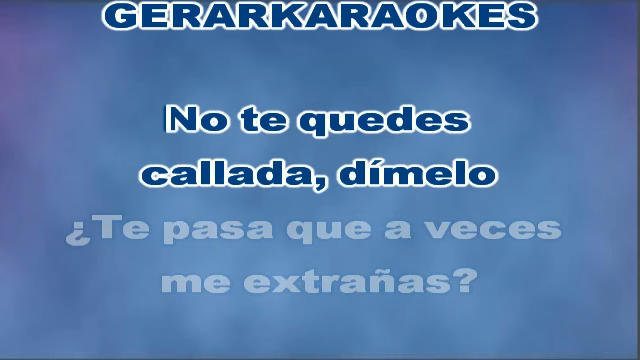 GERARKARAOKES
No te quedes
callada, dímelo
¿Te pasa que a veces
me extrañas?